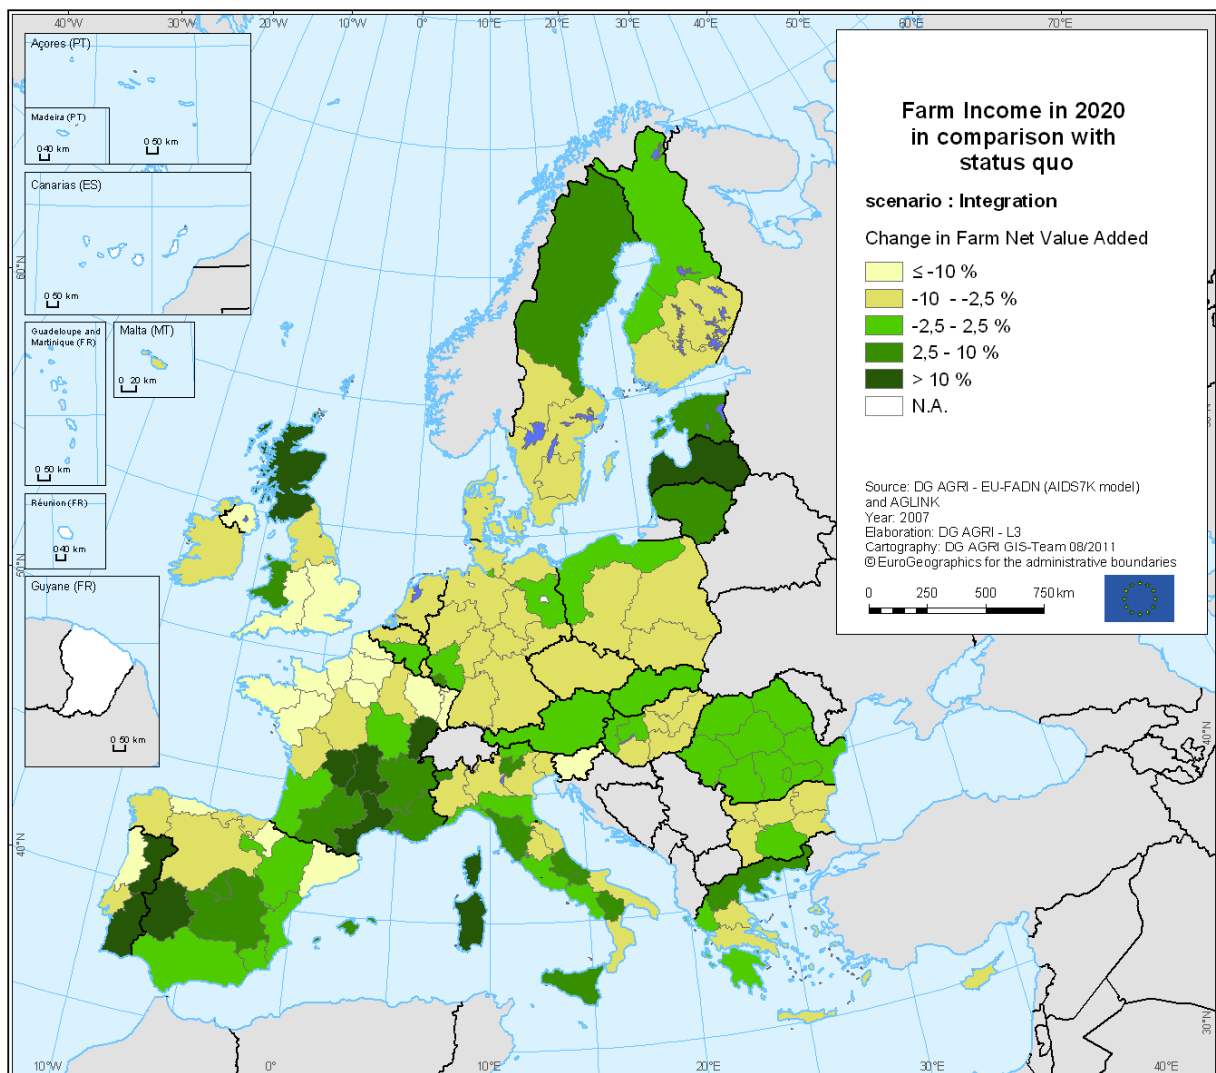 40°W
30°W
20°W
10°W
0°
10°E
20°E
30°E
40°E
50°E
60°E
70°E
Açores (PT)
Madeira (PT)
0 40 km
0 50 km
Canarias (ES)
0 50 km
Guadeloupe and
Martinique (FR)
0 50 km
Malta (MT)
0 20 km
Réunion (FR)
0 40 km
Guyane (FR)
0 50 km
60°N
50°N
40°N
Farm Income in 2020
in comparison with
status quo
scenario : Integration
Change in Farm Net Value Added
≤ -10 %
-10 - -2,5 %
-2,5 - 2,5 %
2,5 - 10 %
> 10 %
N.A.
Source: DG AGRI - EU-FADN (AIDS7K model)
and AGLINK
Year: 2007
Elaboration: DG AGRI - L3
Cartography: DG AGRI GIS-Team 08/2011
© EuroGeographics for the administrative boundaries
0 250 500 750 km
40°N
30°N
10°W
0°
10°E
20°E
30°E
40°E